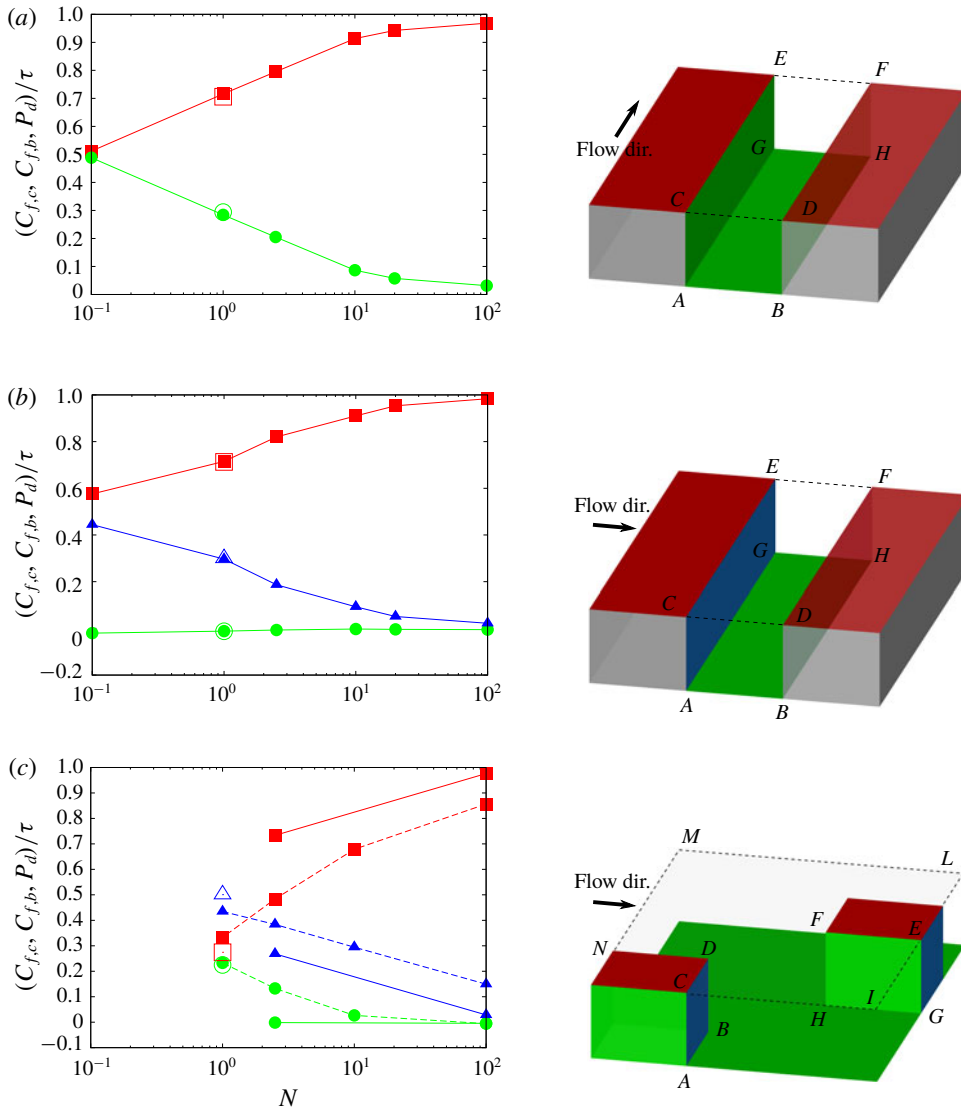 (a)
(C_{f,c}, C_{f,b}, P_d)/τ
1.0
0.9
0.8
0.7
0.6
0.5
0.4
0.3
0.2
0.1
0
10^{−1} 10^0 10^1 10^2
E F
Flow dir.
G H
C D
A B
(b)
(C_{f,c}, C_{f,b}, P_d)/τ
1.0
0.8
0.6
0.4
0.2
0
−0.2
10^{−1} 10^0 10^1 10^2
E F
Flow dir.
G H
C D
A B
(c)
((C_{f,c}, C_{f,b}, P_d)/τ
1.0
0.9
0.8
0.7
0.6
0.5
0.4
0.3
0.2
0.1
0
−0.1
10^{−1} 10^0 10^1 10^2
N
M L
Flow dir.
N D F E
C I
B H G
A